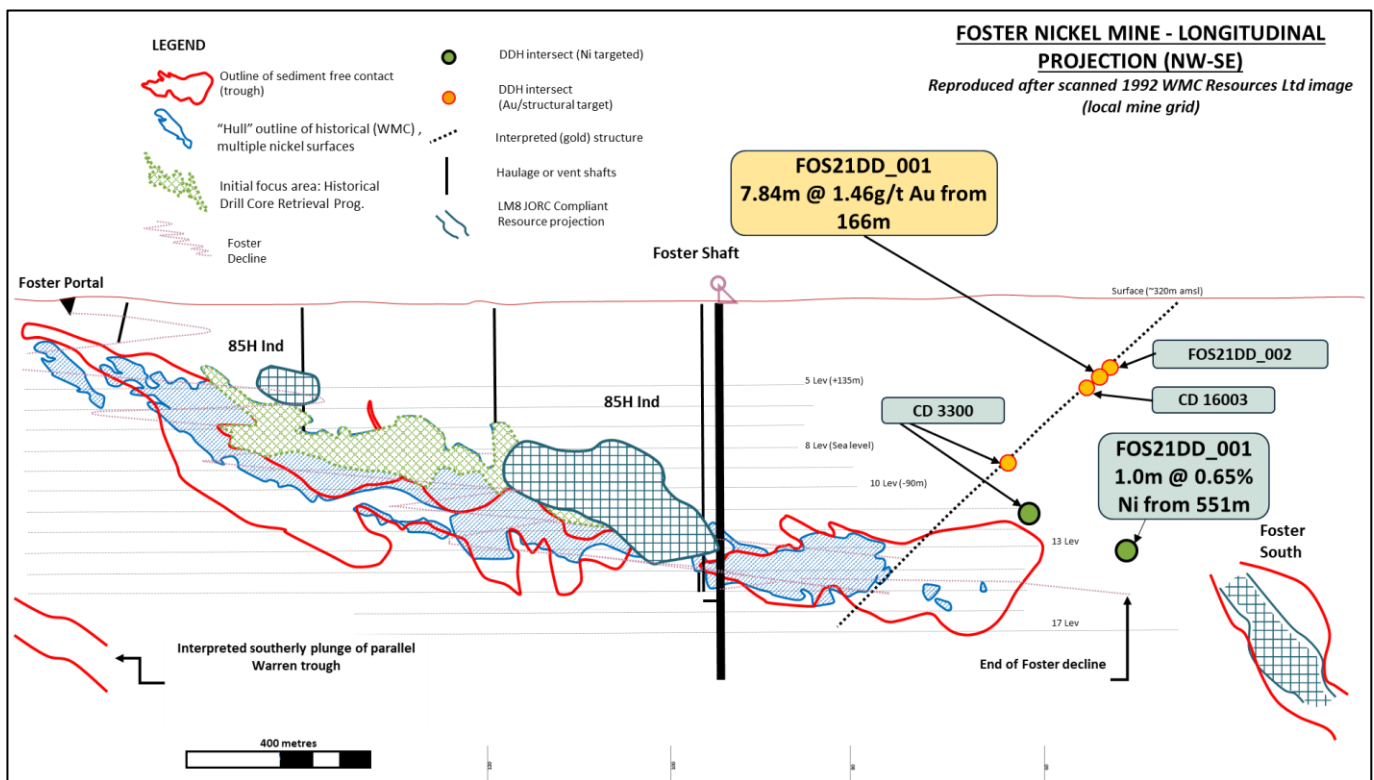 FOSTER NICKEL MINE - LONGITUDINAL
PROJECTION (NW-SE)
Reproduced after scanned 1992 WMC Resources Ltd image
(local mine grid)
LEGEND
Outline of sediment free contact
(trough)
“Hull” outline of historical (WMC) ,
multiple nickel surfaces
Initial focus area: Historical
Drill Core Retrieval Prog.
Foster
Decline
DDH intersect (Ni targeted)
DDH intersect
(Au/structural target)
Interpreted (gold) structure
Haulage or vent shafts
LM8 JORC Compliant
Resource projection
FOS21DD_001
7.84m @ 1.46g/t Au from
166m
Foster Shaft
Foster Portal
Surface (~320m amsl)
85H Ind
FOS21DD_002
5 Lev (+135m)
CD 16003
85H Ind
CD 3300
8 Lev (Sea level)
10 Lev (-90m)
FOS21DD_001
1.0m @ 0.65%
Ni from 551m
13 Lev
Foster
South
17 Lev
Interpreted southerly plunge of parallel
Warren trough
End of Foster decline
400 metres